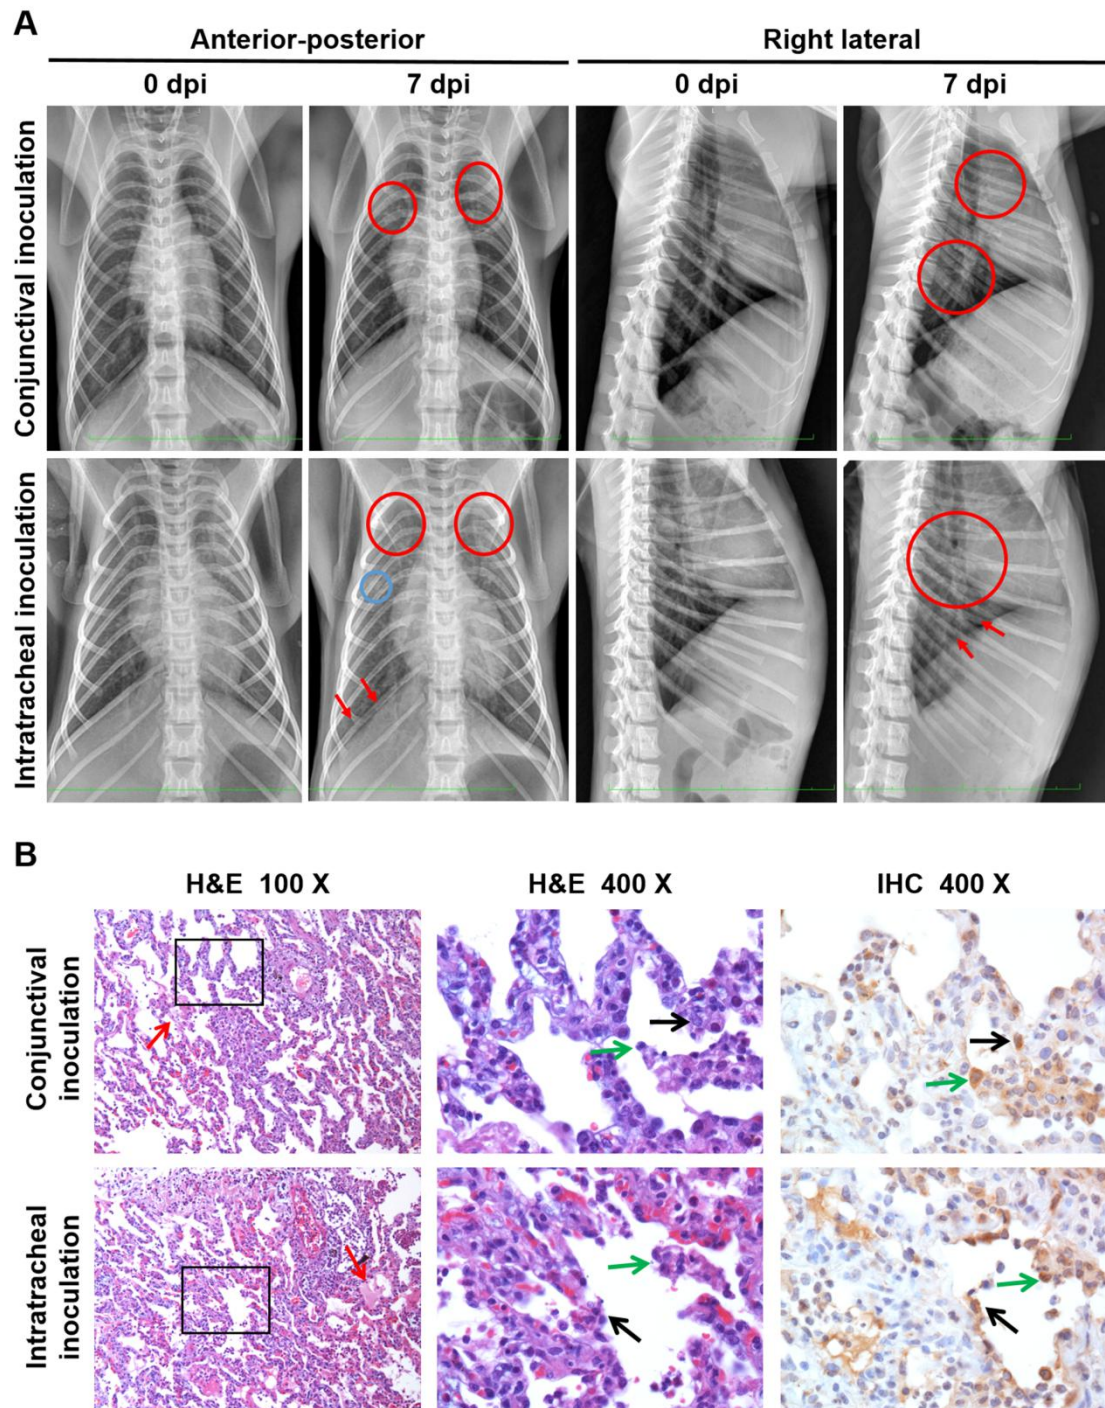 A
Anterior-posterior
Right lateral
0 dpi
7 dpi
0 dpi
7 dpi
Conjunctival inoculation
Intratracheal inoculation
B
H&E 100 X
H&E 400 X
IHC 400 X
Conjunctival
inoculation
Intratracheal
inoculation